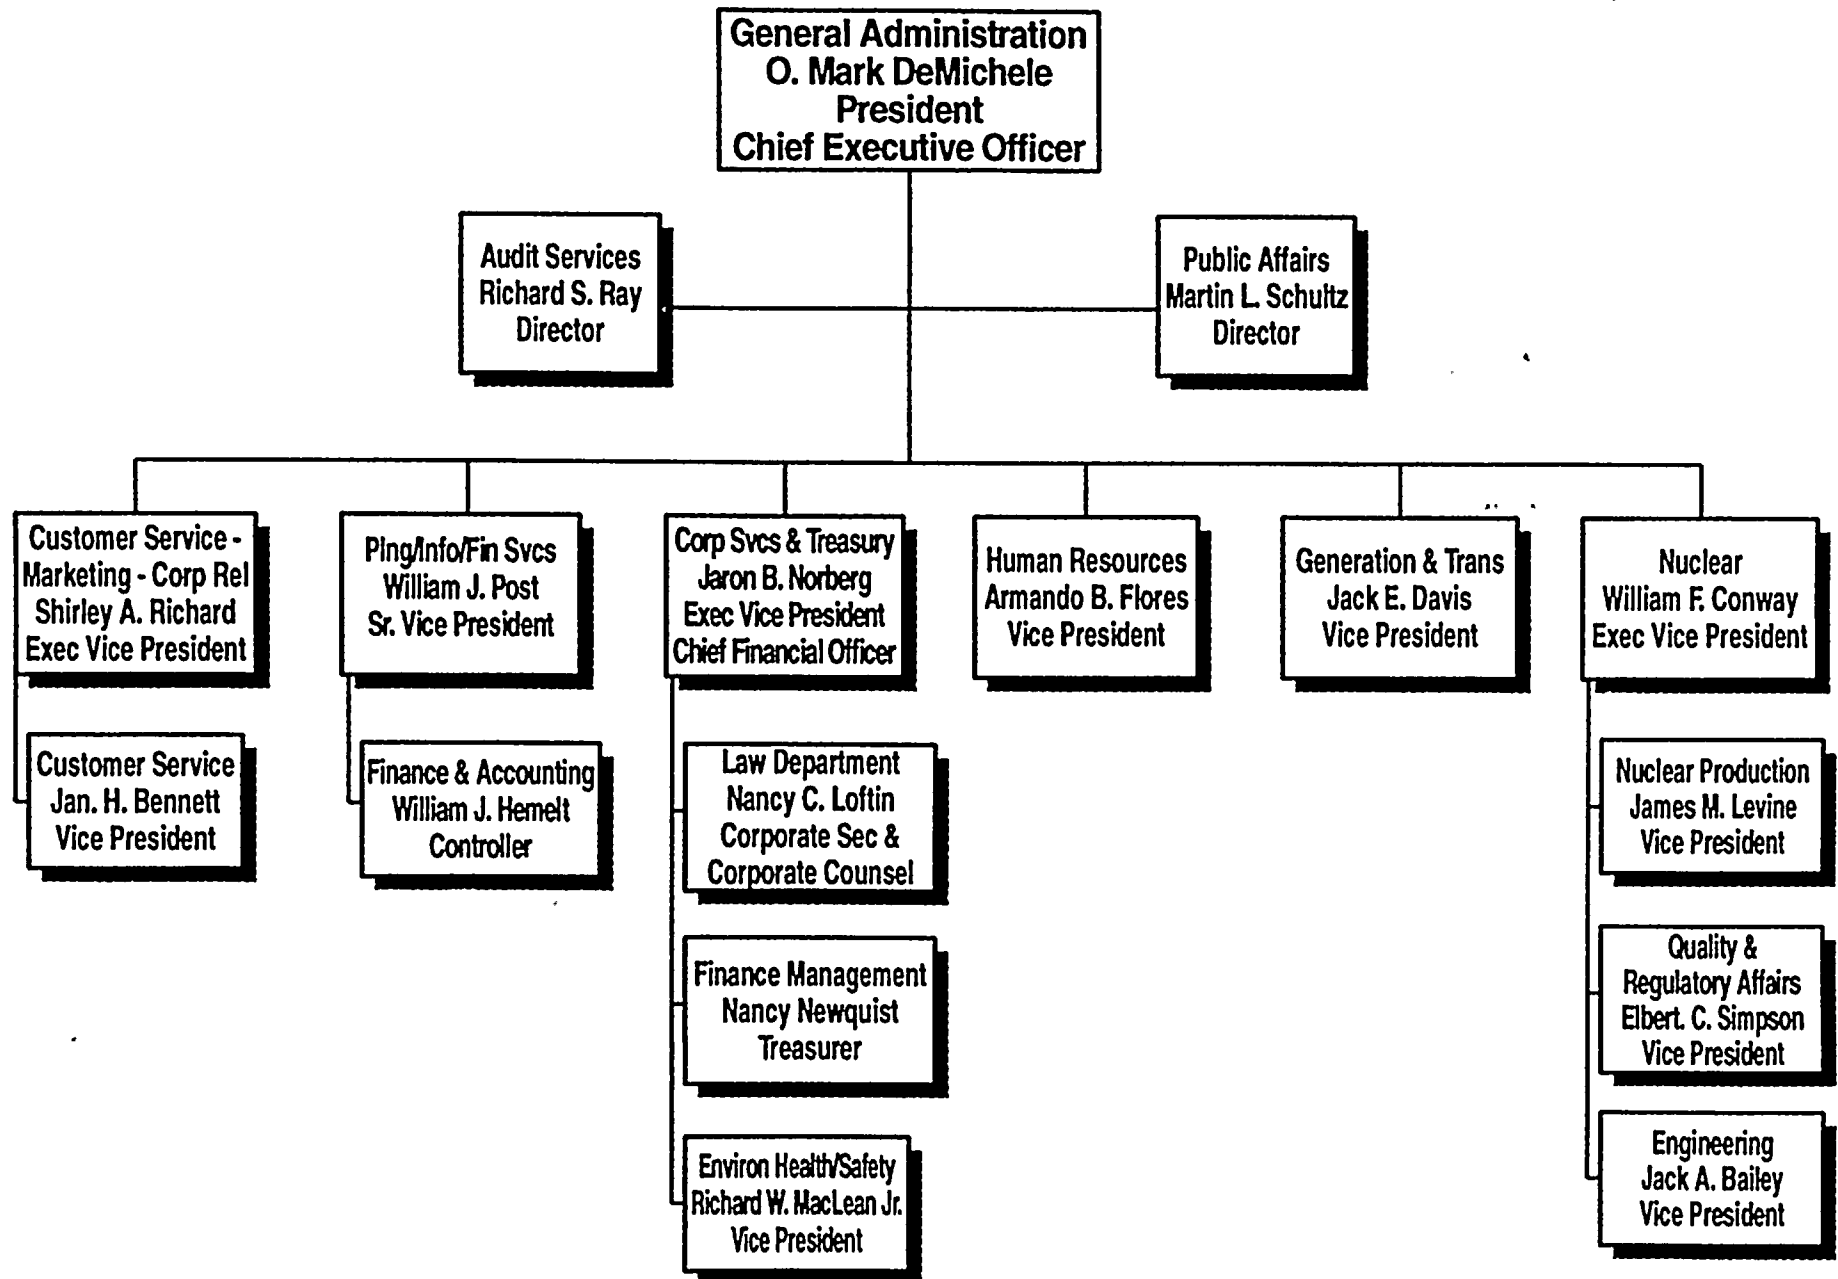 General Administration
O. Mark DeMichele
President
Chief Executive Officer
Audit Services
Richard S. Ray
Director
Public Affairs
Martin L. Schultz
Director
Customer Service -
Marketing - Corp Rel
Shirley A. Richard
Exec Vice President
Plng/Info/Fin Svcs
William J. Post
Sr. Vice President
Corp Svcs & Treasury
Jaron B. Norberg
Exec Vice President
Chief Financial Officer
Human Resources
Armando B. Flores
Vice President
Generation & Trans
Jack E. Davis
Vice President
Nuclear
William F. Conway
Exec Vice President
Customer Service
Jan. H. Bennett
Vice President
Finance & Accounting
William J. Hemelt
Controller
Law Department
Nancy C. Loftin
Corporate Sec &
Corporate Counsel
Finance Management
Nancy Newquist
Treasurer
Environ Health/Safety
Richard W. MacLean Jr.
Vice President
Nuclear Production
James M. Levine
Vice President
Quality &
Regulatory Affairs
Elbert. C. Simpson
Vice President
Engineering
Jack A. Bailey
Vice President